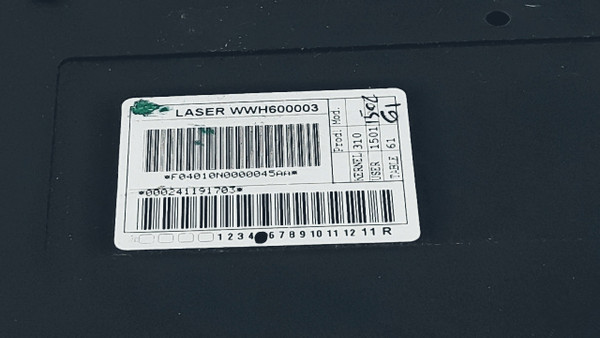 LASER WWH600003
*F04010N0000045AA*
*000241191703*
1 2 3 4 6 7 8 9 10 11 12 11 R
Prod. Mod.
KERNEL 310
USER 1501
TABLE 61